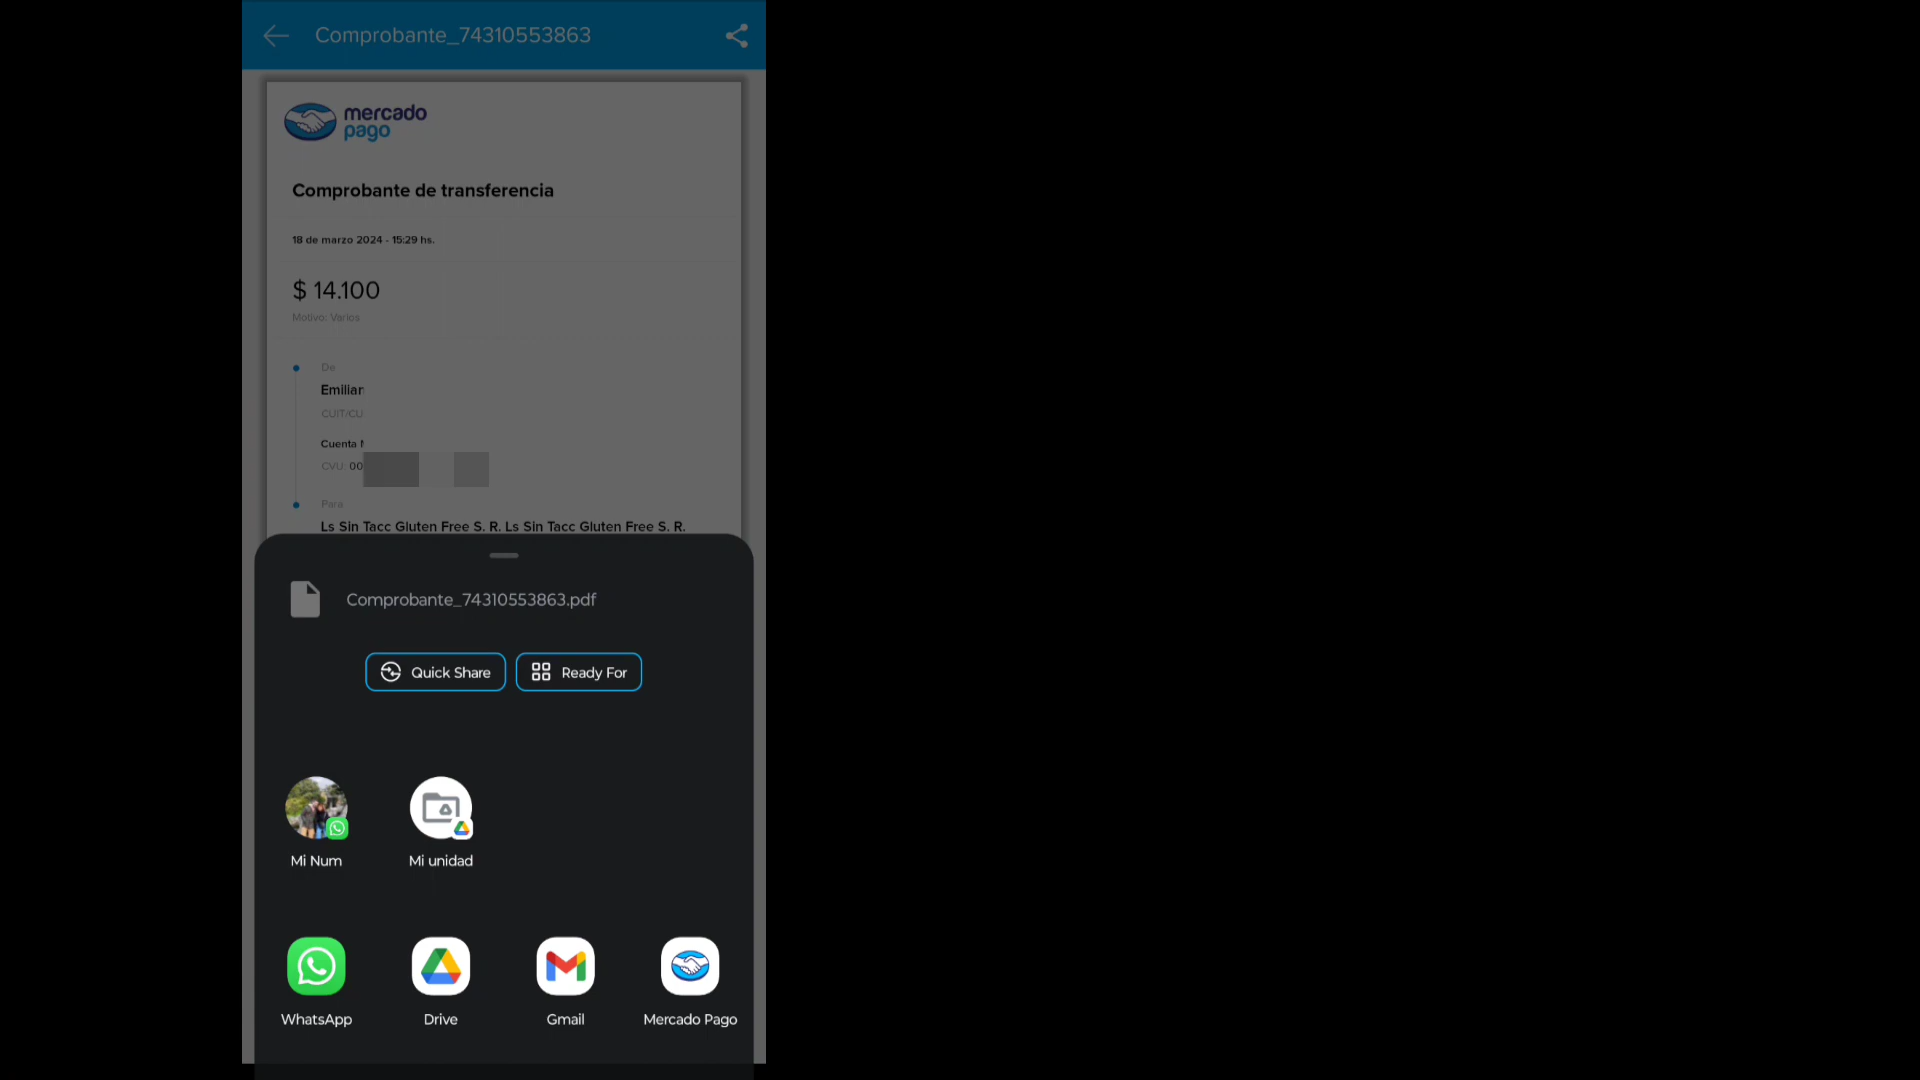 Comprobante_74310553863
mercado
pago
Comprobante de transferencia
18 de marzo 2024 - 15:29 hs.
$ 14.100
Motivo: Varios
De
Emilian
CUIT/CU
Cuenta
CVU: 00
Para
Ls Sin Tacc Gluten Free S. R. Ls Sin Tacc Gluten Free S. R.
Comprobante_74310553863.pdf
Quick Share
Ready For
Mi Num
Mi unidad
WhatsApp
Drive
Gmail
Mercado Pago